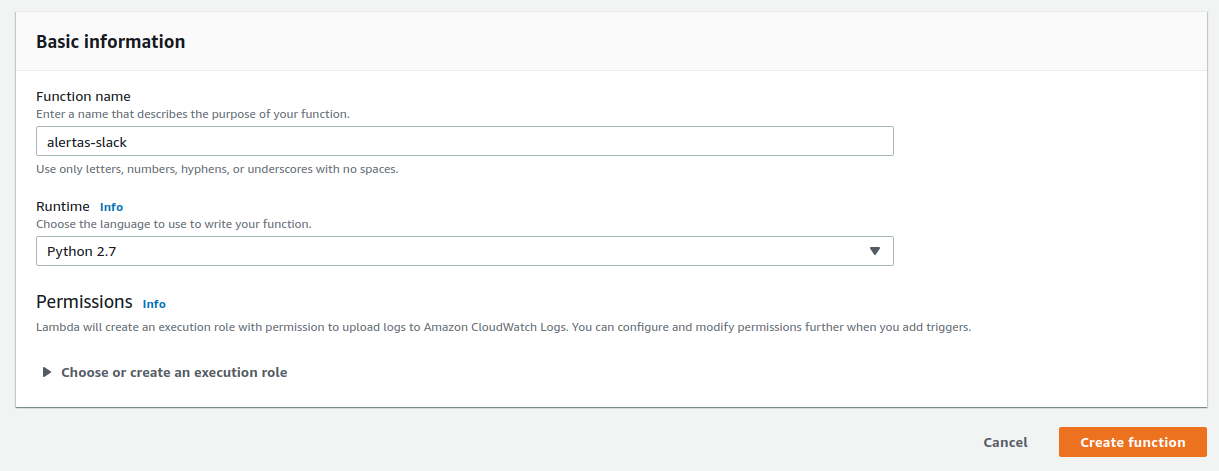 Basic information
Function name
Enter a name that describes the purpose of your function.
alertas-slack
Use only letters, numbers, hyphens, or underscores with no spaces.
Runtime Info
Choose the language to use to write your function.
Python 2.7
Permissions Info
Lambda will create an execution role with permission to upload logs to Amazon CloudWatch Logs. You can configure and modify permissions further when you add triggers.
Choose or create an execution role
Cancel Create function